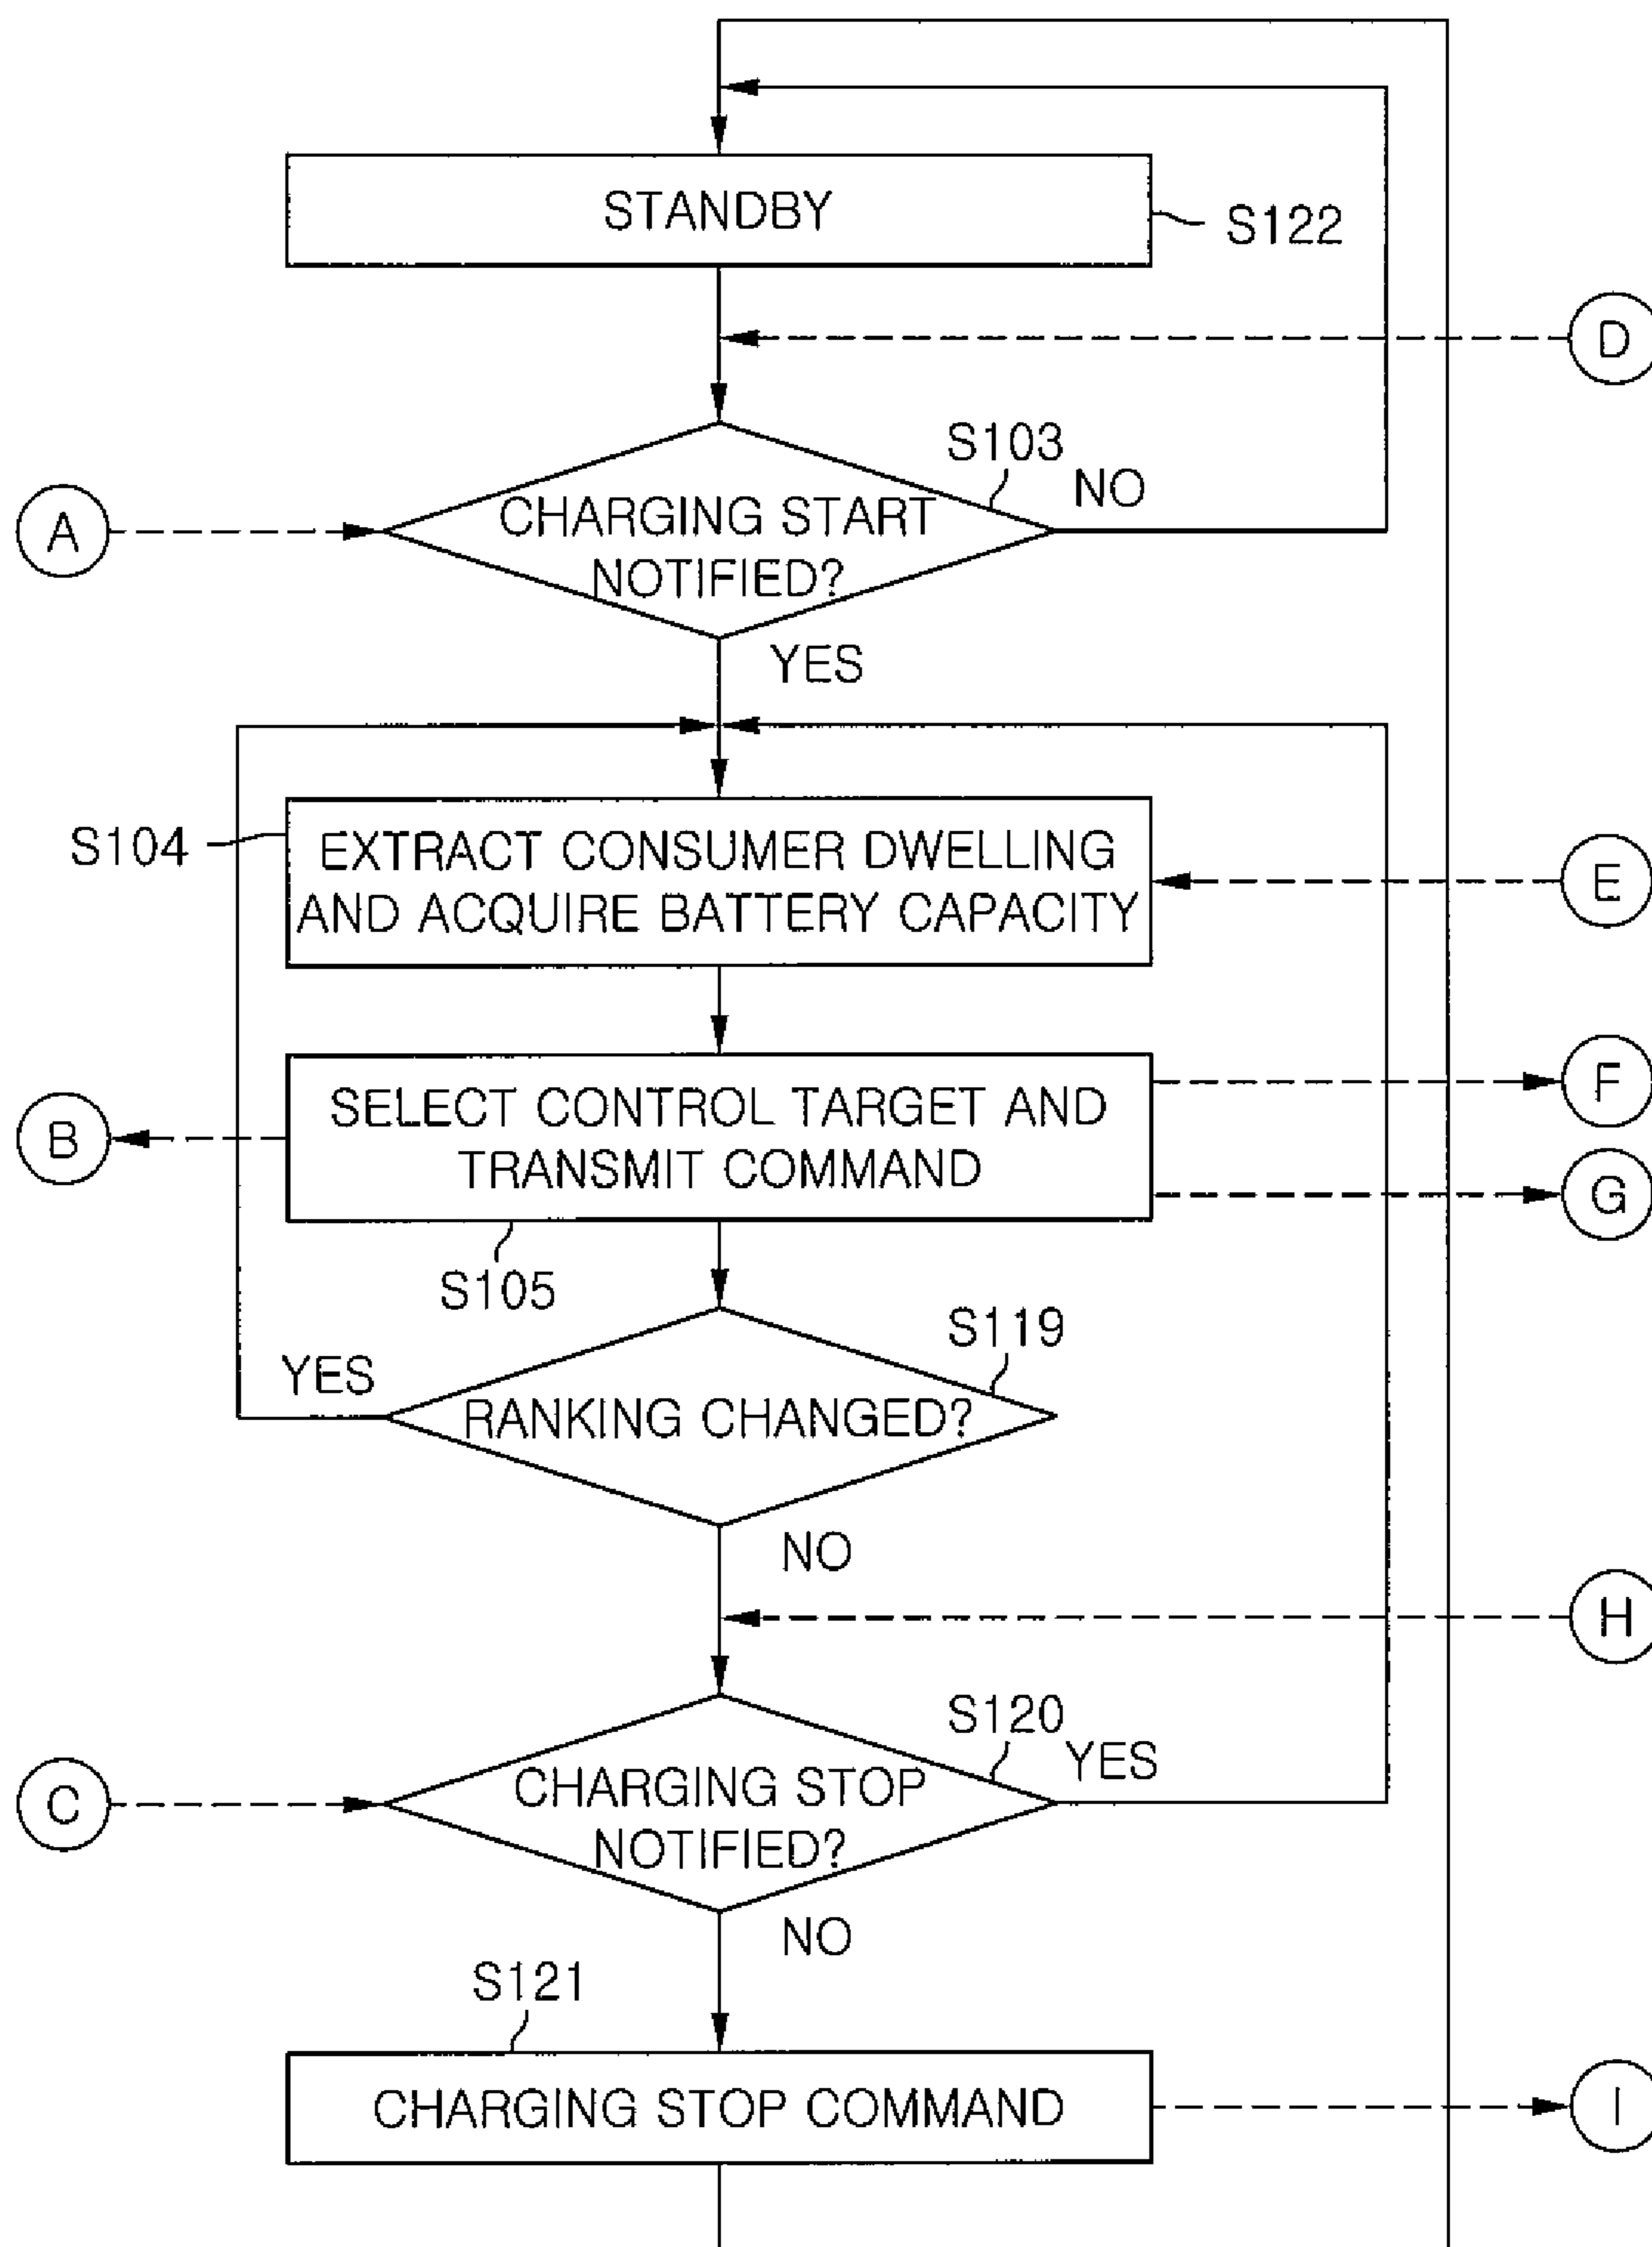 STANDBY
S122
D
S103
NO
A
CHARGING START
NOTIFIED?
YES
S104
EXTRACT CONSUMER DWELLING
AND ACQUIRE BATTERY CAPACITY
E
F
SELECT CONTROL TARGET AND
TRANSMIT COMMAND
B
G
S105
S119
YES
RANKING CHANGED?
NO
H
S120
YES
C
CHARGING STOP
NOTIFIED?
NO
S121
CHARGING STOP COMMAND
I